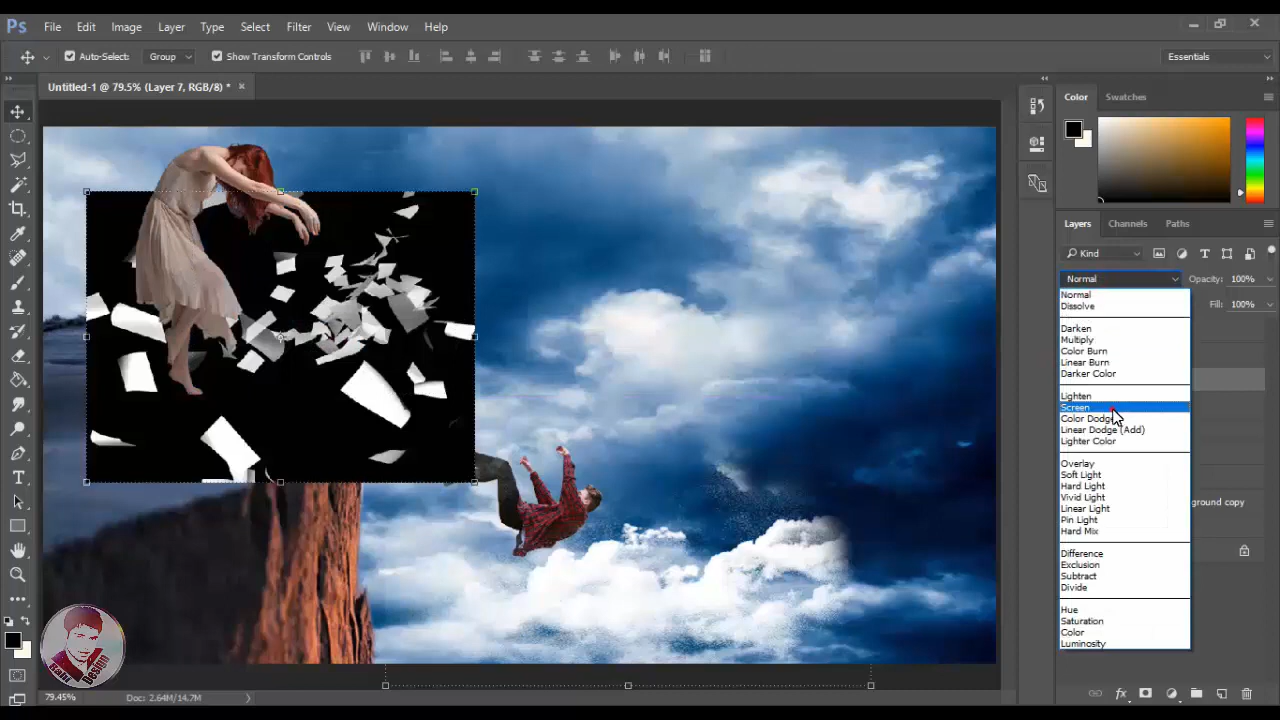 Ps File Edit Image Layer Type Select Filter 3D View Window Help
Auto-Select: Group Show Transform Controls Essentials
Untitled-1 @ 79.5% (Layer 7, RGB/8) * ×
Color Swatches
Layers Channels Paths
Kind
Normal Opacity: 100%
Fill: 100%
Normal
Dissolve
Darken
Multiply
Color Burn
Linear Burn
Darker Color
Lighten
Screen
Color Dodge
Linear Dodge (Add)
Lighter Color
Overlay
Soft Light
Hard Light
Vivid Light
Linear Light
Pin Light
Hard Mix
Difference
Exclusion
Subtract
Divide
Hue
Saturation
Color
Luminosity
ground copy
79.45% Doc: 2.64M/14.7M